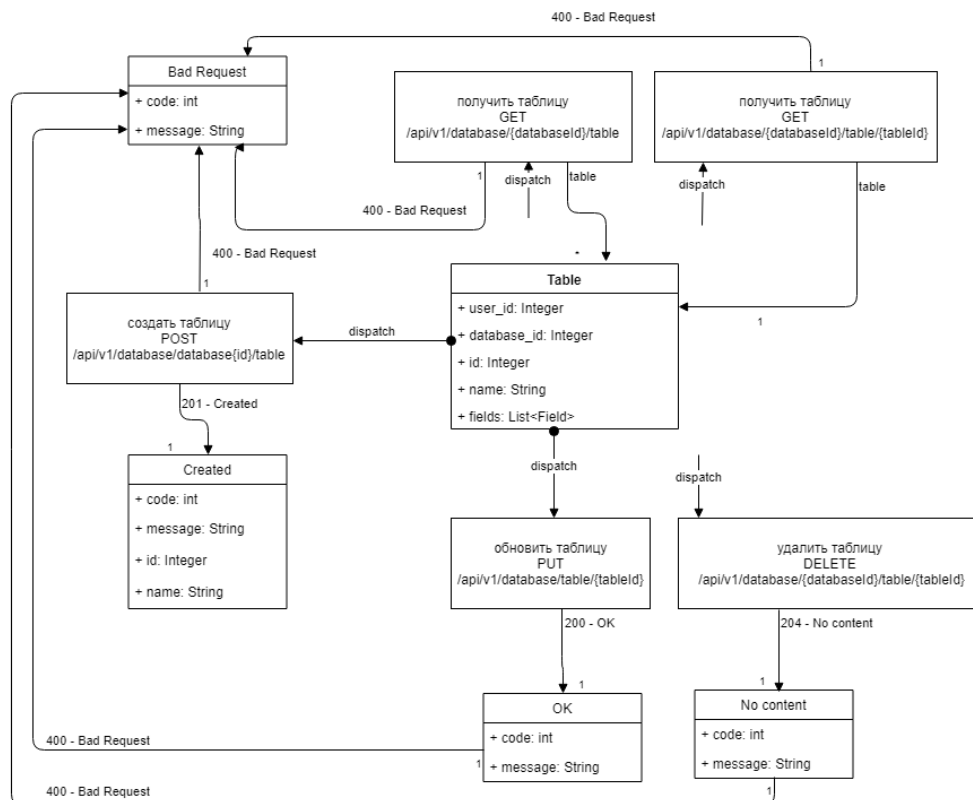 400 - Bad Request
1
Bad Request
+ code: int
+ message: String
получить таблицу
GET
/api/v1/database/{databaseId}/table
получить таблицу
GET
/api/v1/database/{databaseId}/table/{tableId}
1
dispatch
table
dispatch
table
400 - Bad Request
400 - Bad Request
1
*
1
Table
+ user_id: Integer
+ database_id: Integer
+ id: Integer
+ name: String
+ fields: List<Field>
создать таблицу
POST
/api/v1/database/database{id}/table
dispatch
201 - Created
1
Created
+ code: int
+ message: String
+ id: Integer
+ name: String
dispatch
dispatch
обновить таблицу
PUT
/api/v1/database/table/{tableId}
удалить таблицу
DELETE
/api/v1/database/{databaseId}/table/{tableId}
200 - OK
204 - No content
1
1
OK
+ code: int
+ message: String
No content
+ code: int
+ message: String
400 - Bad Request
1
400 - Bad Request
1